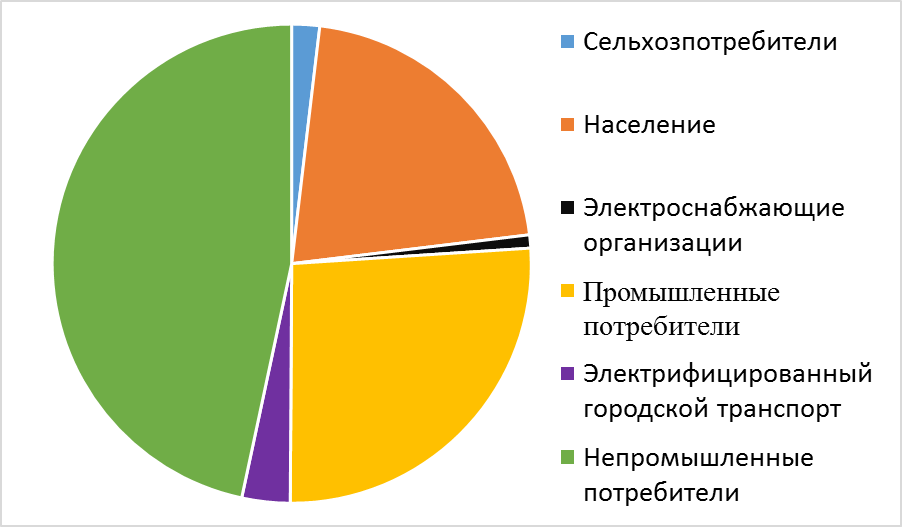 Сельхозпотребители
Население
Электроснабжающие
организации
Промышленные
потребители
Электрифицированный
городской транспорт
Непромышленные
потребители